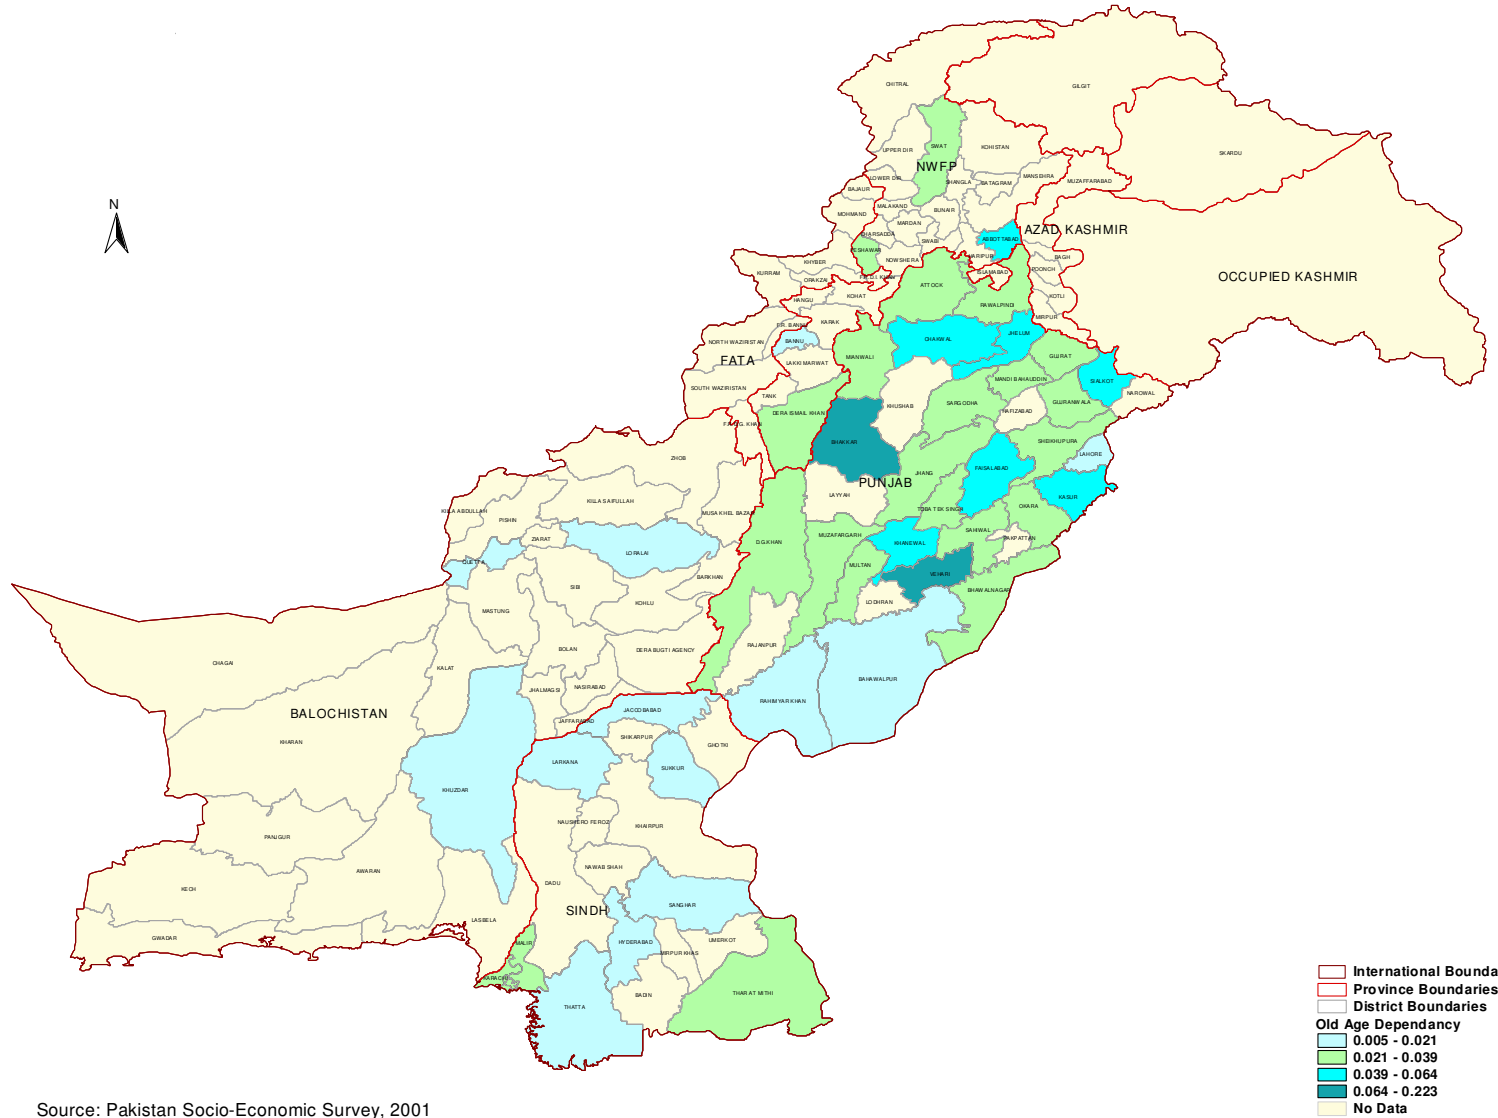 N
CHITRAL
GILGIT
SKARDU
UPPER DIR
SWAT
KOHISTAN
NWFP
LOWER DIR
SHANGLA
BATAGRAM
MANSEHRA
MUZAFFARABAD
BAJAUR
MALAKAND
BUNAIR
MOHMAND
MARDAN
CHARSADDA
SWABI
ABBOTTABAD
AZAD KASHMIR
PESHAWAR
NOWSHERA
HARIPUR
BAGH
KHYBER
ISLAMABAD
POONCH
OCCUPIED KASHMIR
KURRAM
ORAKZAI
ATTOCK
HANGU
KOHAT
RAWALPINDI
KOTLI
MIRPUR
F.R. BANNU
KARAK
NORTH WAZIRISTAN
BANNU
CHAKWAL
JHELUM
FATA
LAKKI MARWAT
MIANWALI
GUJRAT
SOUTH WAZIRISTAN
TANK
MANDI BAHAUDDIN
SIALKOT
NAROWAL
DERA ISMAIL KHAN
KHUSHAB
SARGODHA
HAFIZABAD
GUJRANWALA
BHAKKAR
SHEIKHUPURA
ZHOB
LAHORE
JHANG
FAISALABAD
PUNJAB
KILLA SAIFULLAH
LAYYAH
KASUR
KILLA ABDULLAH
PISHIN
MUSA KHEL BAZAR
TOBA TEK SINGH
OKARA
ZIARAT
D.G.KHAN
MUZAFARGARH
KHANEWAL
SAHIWAL
PAKPATTAN
LORALAI
QUETTA
MULTAN
VEHARI
BARKHAN
SIBI
KOHLU
LODHRAN
BHAWALNAGAR
MASTUNG
BOLAN
DERA BUGTI AGENCY
RAJANPUR
CHAGAI
KALAT
BAHAWALPUR
JHALMAGSI
NASIRABAD
RAHIMYAR KHAN
BALOCHISTAN
JAFFARABAD
JACOBABAD
KHARAN
SHIKARPUR
GHOTKI
LARKANA
SUKKUR
KHUZDAR
NAUSHERO FEROZ
KHAIRPUR
PANJGUR
AWARAN
NAWAB SHAH
KECH
DADU
SANGHAR
SINDH
LASBELA
GWADAR
MALIR
HYDERABAD
UMERKOT
MIRPUR KHAS
KARACHI
BADIN
THAR AT MITHI
THATTA
International Bounda
Province Boundaries
District Boundaries
Old Age Dependancy
0.005 - 0.021
0.021 - 0.039
0.039 - 0.064
0.064 - 0.223
No Data
Source: Pakistan Socio-Economic Survey, 2001